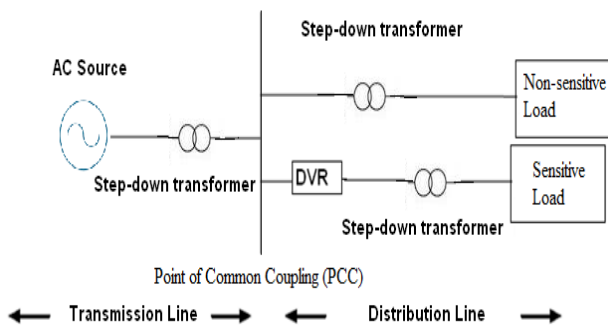 Step-down transformer
AC Source
Non-sensitive
Load
Step-down transformer
DVR
Sensitive
Load
Step-down transformer
Point of Common Coupling (PCC)
Transmission Line
Distribution Line